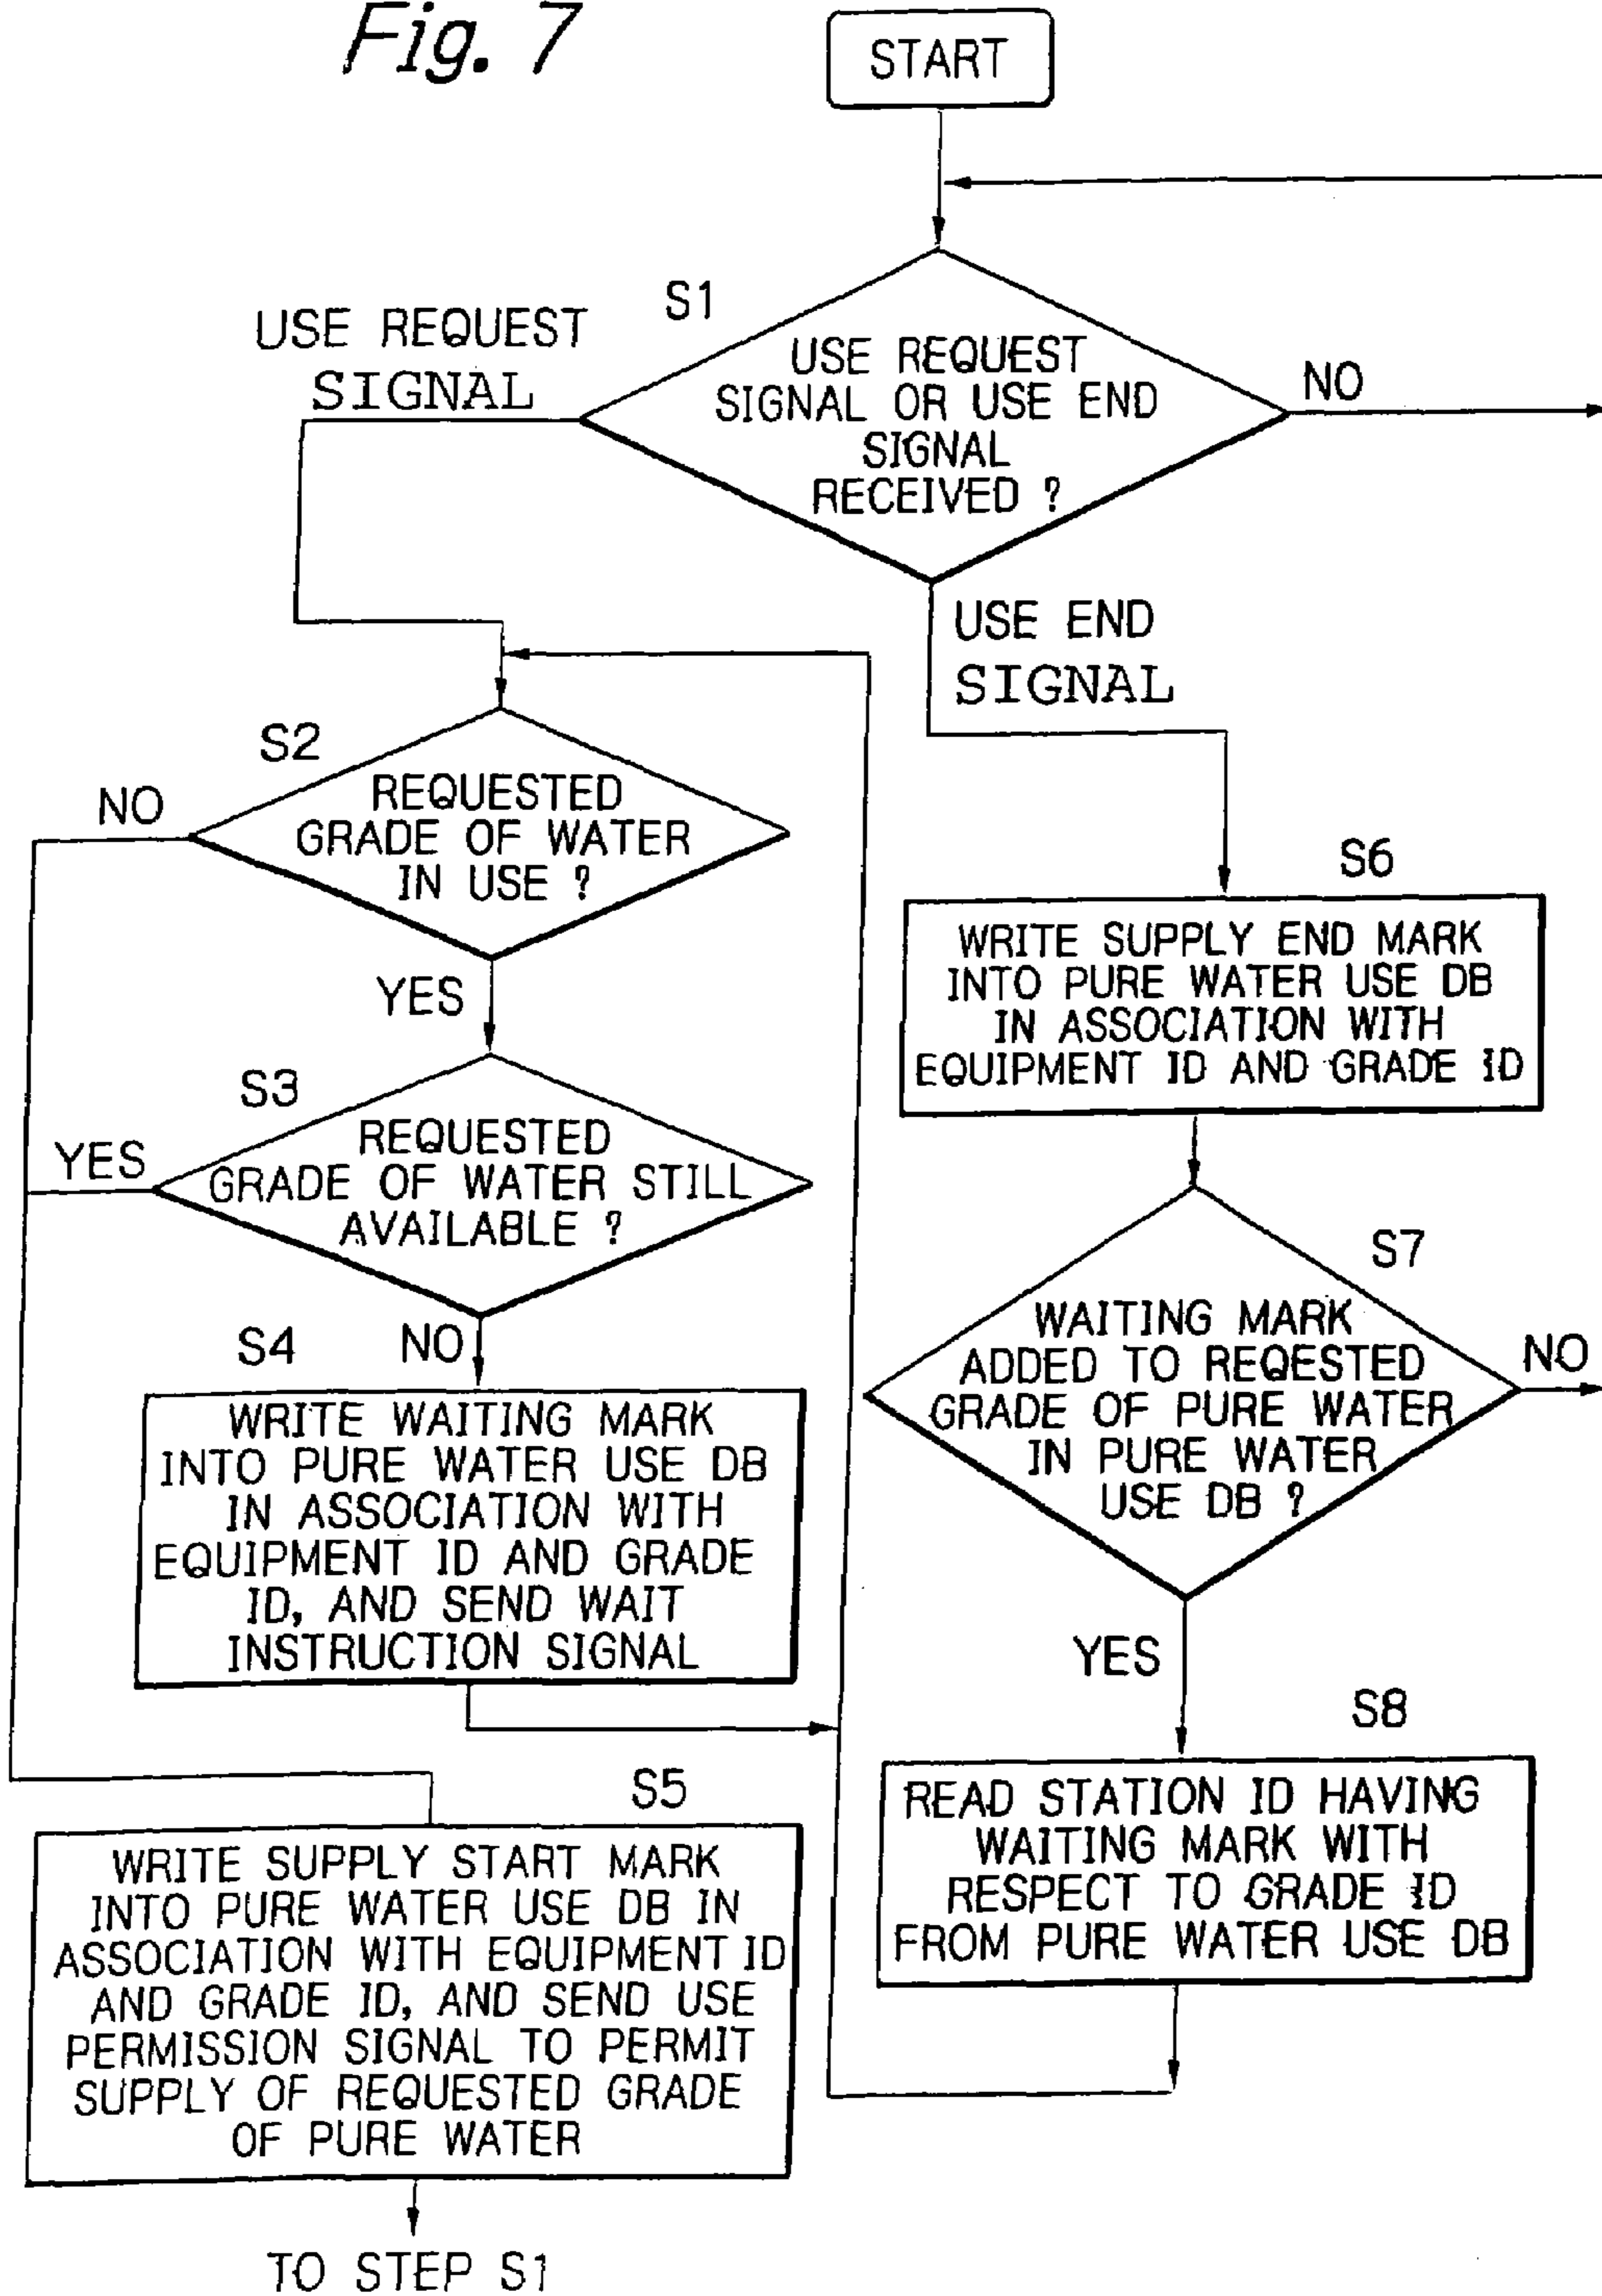 Fig. 7
START
S1
USE REQUEST
SIGNAL
USE REQUEST
SIGNAL OR USE END
SIGNAL
RECEIVED ?
NO
USE END
SIGNAL
S2
NO
REQUESTED
GRADE OF WATER
IN USE ?
YES
S3
YES
REQUESTED
GRADE OF WATER STILL
AVAILABLE ?
S4
NO
WRITE WAITING MARK
INTO PURE WATER USE DB
IN ASSOCIATION WITH
EQUIPMENT ID AND GRADE
ID, AND SEND WAIT
INSTRUCTION SIGNAL
S5
WRITE SUPPLY START MARK
INTO PURE WATER USE DB IN
ASSOCIATION WITH EQUIPMENT ID
AND GRADE ID, AND SEND USE
PERMISSION SIGNAL TO PERMIT
SUPPLY OF REQUESTED GRADE
OF PURE WATER
TO STEP S1
S6
WRITE SUPPLY END MARK
INTO PURE WATER USE DB
IN ASSOCIATION WITH
EQUIPMENT ID AND GRADE ID
S7
WAITING MARK
ADDED TO REQESTED
GRADE OF PURE WATER
IN PURE WATER
USE DB ?
NO
YES
S8
READ STATION ID HAVING
WAITING MARK WITH
RESPECT TO GRADE ID
FROM PURE WATER USE DB